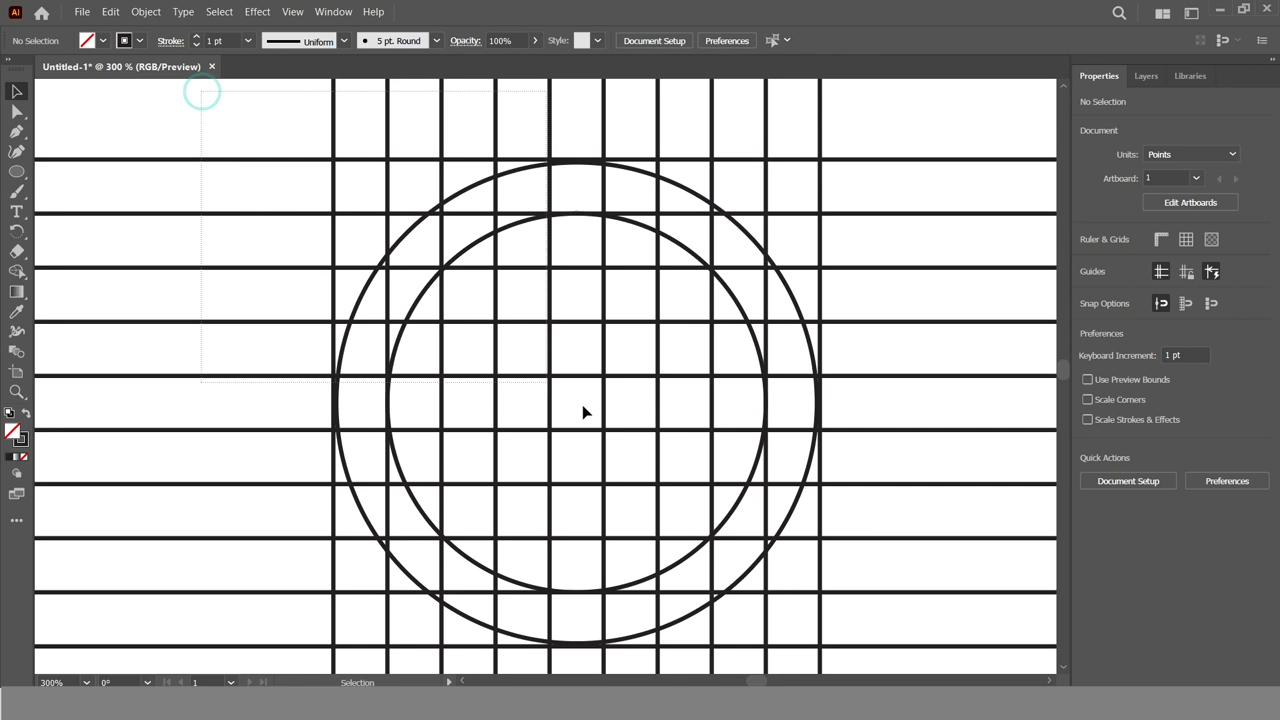 Ai File Edit Object Type Select Effect View Window Help
No Selection Stroke: 1 pt Uniform 5 pt. Round Opacity: 100% Style: Document Setup Preferences
Untitled-1* @ 300 % (RGB/Preview)
Properties Layers Libraries
No Selection
Document
Units: Points
Artboard: 1
Edit Artboards
Ruler & Grids
Guides
Snap Options
Preferences
Keyboard Increment: 1 pt
Use Preview Bounds
Scale Corners
Scale Strokes & Effects
Quick Actions
Document Setup Preferences
300% 0° 1 Selection